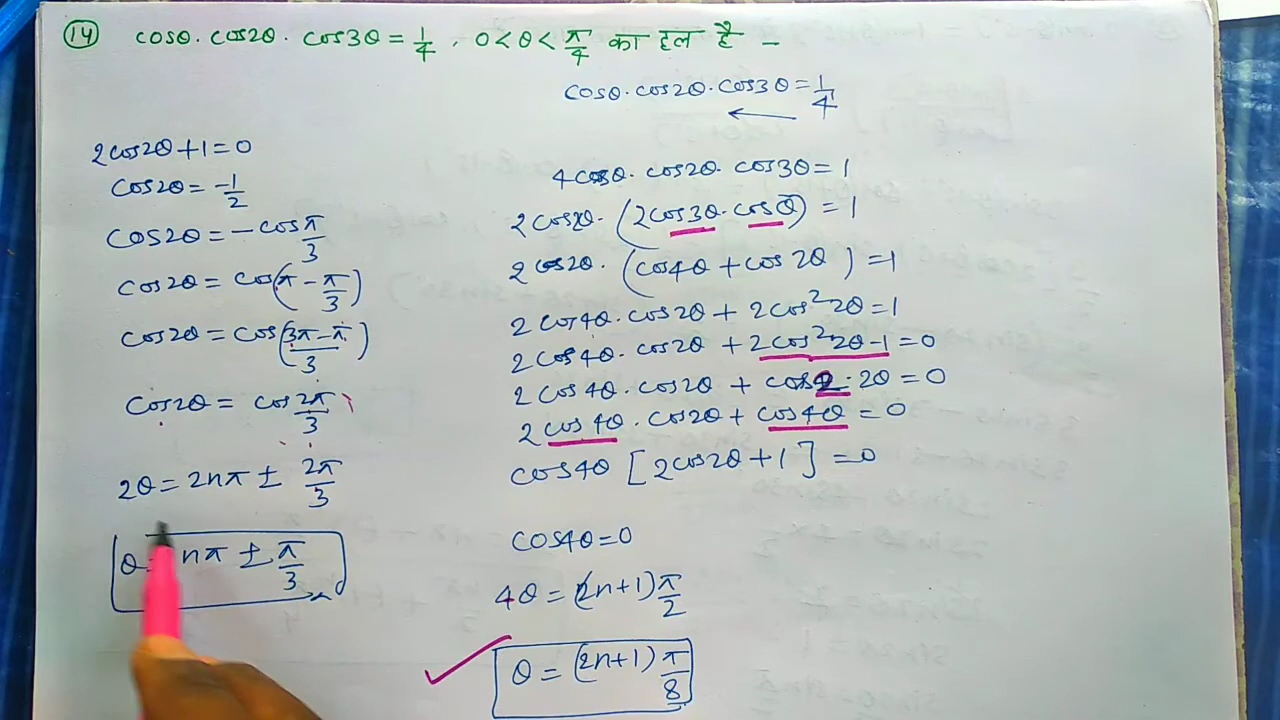 (14) cosθ. cos2θ. cos3θ = 1/4, 0<θ<π/4 का हल है -
cosθ. cos2θ. cos3θ = 1/4
4cosθ. cos2θ. cos3θ = 1
2cos2θ. (2cos3θ. cosθ) = 1
2cos2θ. (cos4θ + cos2θ) = 1
2cos4θ. cos2θ + 2cos²2θ = 1
2cos4θ. cos2θ + 2cos²2θ-1 = 0
2cos4θ. cos2θ + cos2.2θ = 0
2cos4θ. cos2θ + cos4θ = 0
cos4θ [2cos2θ + 1] = 0
cos4θ = 0
4θ = (2n+1) π/2
θ = (2n+1) π/8
2cos2θ + 1 = 0
cos2θ = -1/2
cos2θ = - cos π/3
cos2θ = cos(π - π/3)
cos2θ = cos(3π-π/3)
cos2θ = cos 2π/3
2θ = 2nπ ± 2π/3
θ = nπ ± π/3